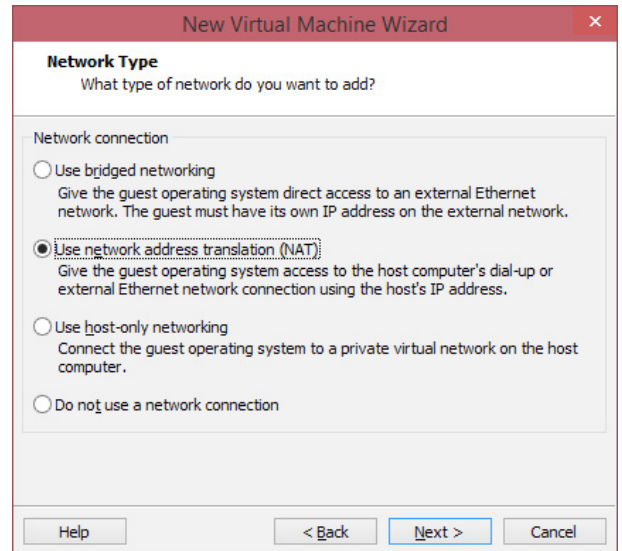 New Virtual Machine Wizard
Network Type
What type of network do you want to add?
Network connection
Use bridged networking
Give the guest operating system direct access to an external Ethernet
network. The guest must have its own IP address on the external network.
Use network address translation (NAT)
Give the guest operating system access to the host computer's dial-up or
external Ethernet network connection using the host's IP address.
Use host-only networking
Connect the guest operating system to a private virtual network on the host
computer.
Do not use a network connection
Help
< Back
Next >
Cancel